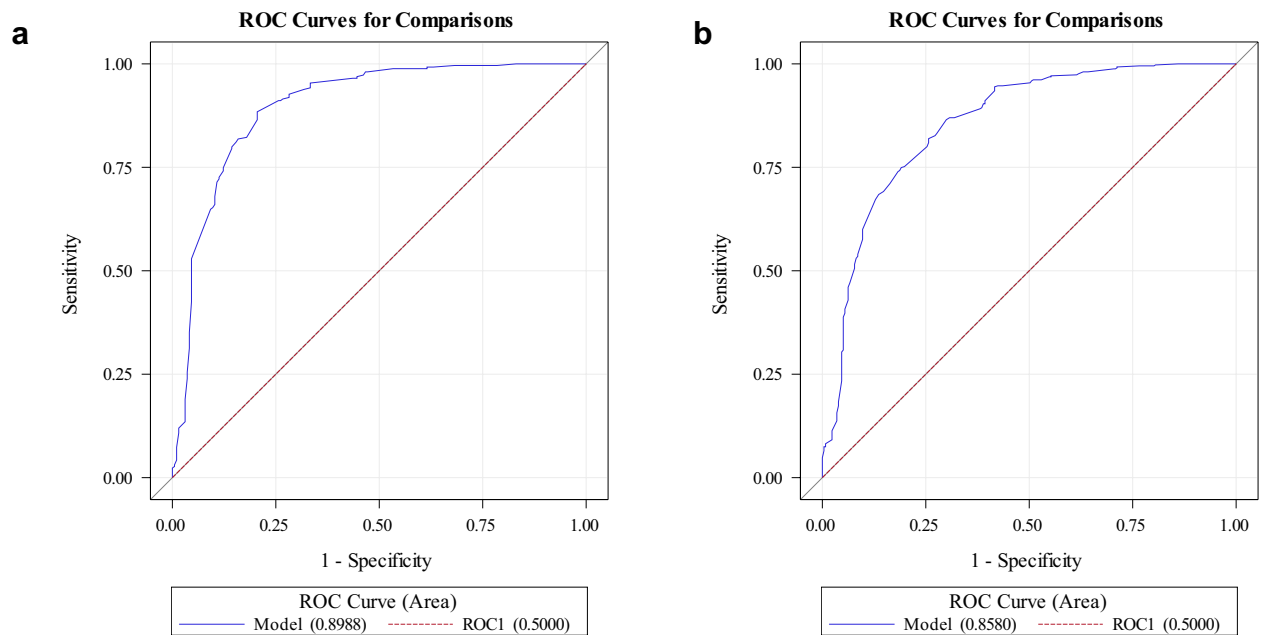 a
ROC Curves for Comparisons
1.00
0.75
0.50
0.25
0.00
Sensitivity
0.00 0.25 0.50 0.75 1.00
1 - Specificity
ROC Curve (Area)
Model (0.8988) ROC1 (0.5000)
b
ROC Curves for Comparisons
1.00
0.75
0.50
0.25
0.00
Sensitivity
0.00 0.25 0.50 0.75 1.00
1 - Specificity
ROC Curve (Area)
Model (0.8580) ROC1 (0.5000)